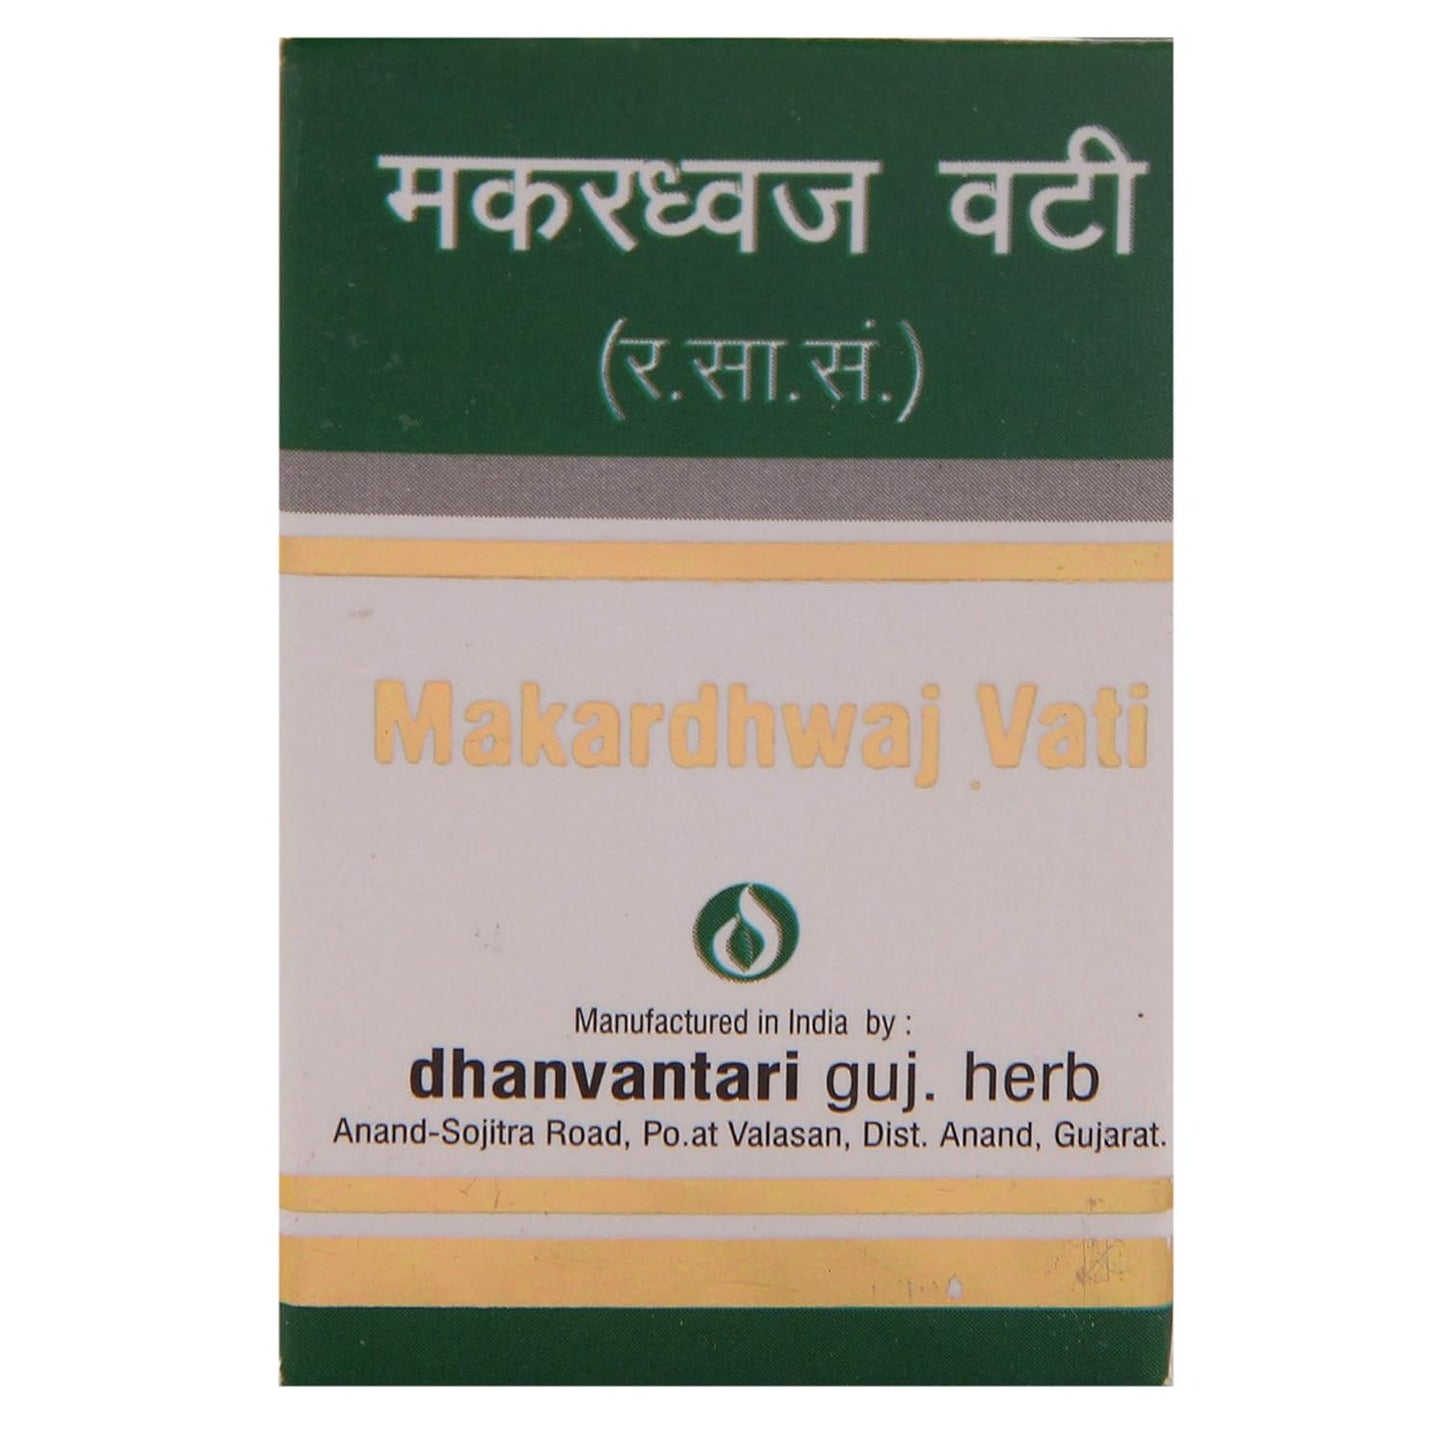 मकरध्वज वटी
(र.सा.सं.)
Makardhwaj Vati
Manufactured in India by :
dhanvantari guj. herb
Anand-Sojitra Road, Po.at Valasan, Dist. Anand, Gujarat.